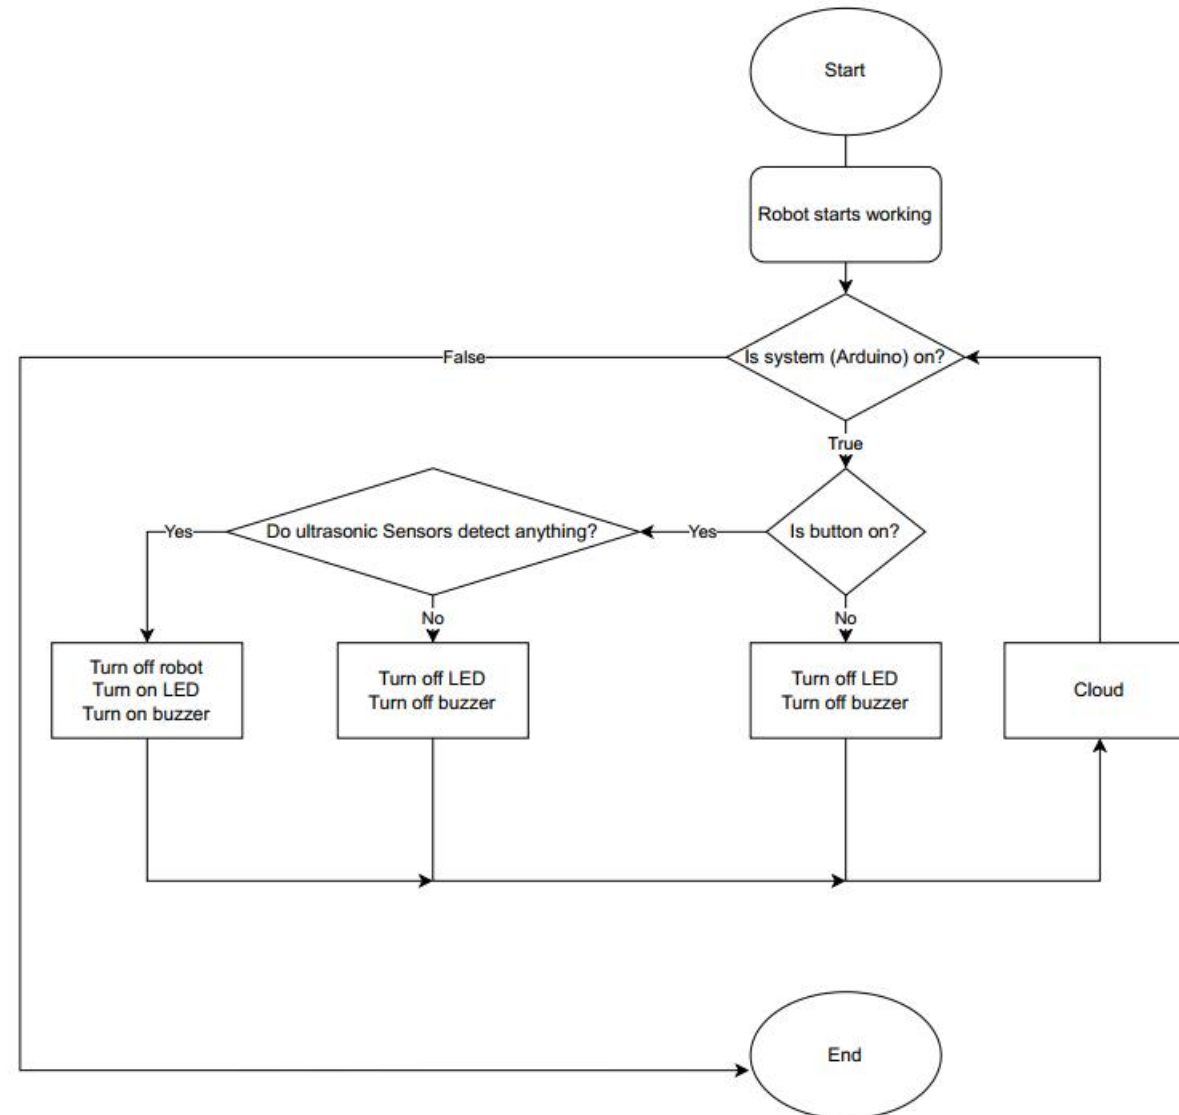 Start
Robot starts working
Is system (Arduino) on?
False
True
Do ultrasonic Sensors detect anything?
Is button on?
Yes
Yes
No
No
Turn off robot
Turn on LED
Turn on buzzer
Turn off LED
Turn off buzzer
Turn off LED
Turn off buzzer
Cloud
End